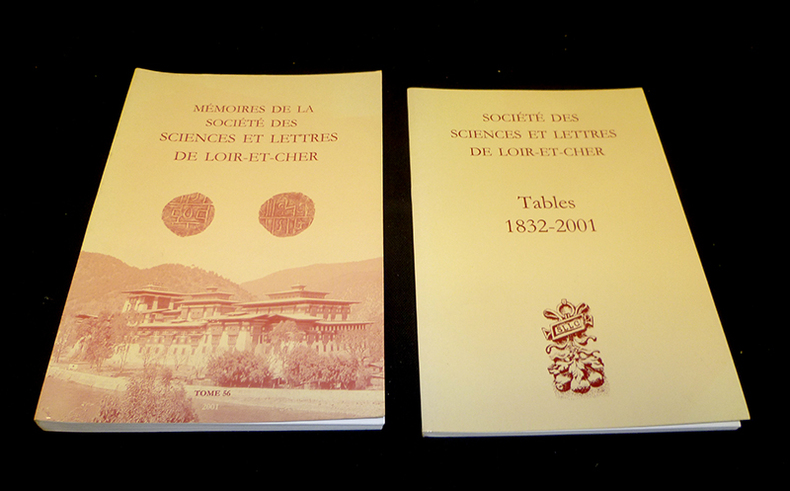 MÉMOIRES DE LA
SOCIÉTÉ DES
SCIENCES ET LETTRES
DE LOIR-ET-CHER
TOME 56
2001
SOCIÉTÉ DES
SCIENCES ET LETTRES
DE LOIR-ET-CHER
Tables
1832-2001